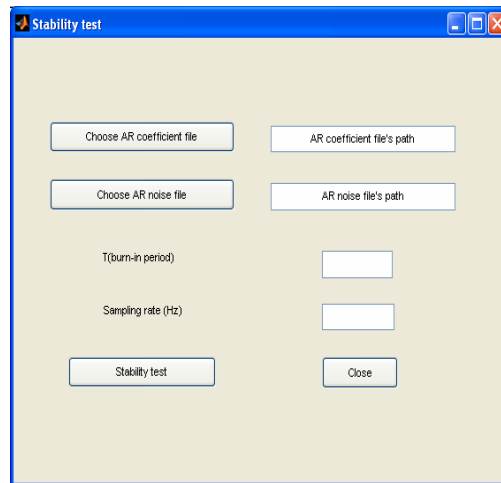 Stability test
Choose AR coefficient file
AR coefficient file's path
Choose AR noise file
AR noise file's path
T(burn-in period)
Sampling rate (Hz)
Stability test
Close